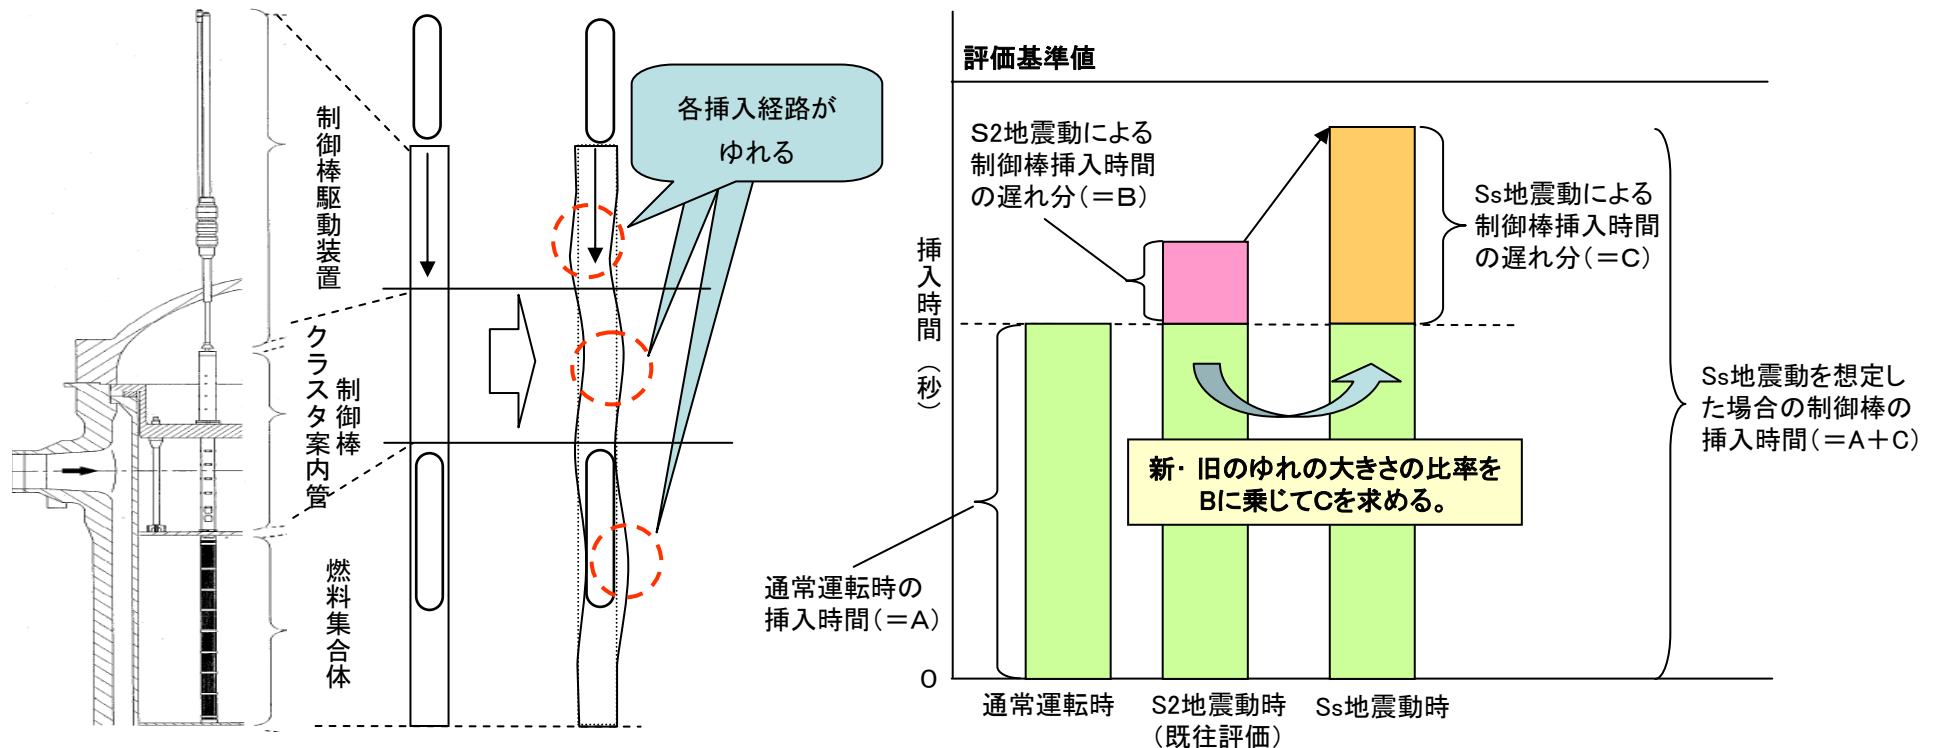 制御棒駆動装置
制御棒
クラスタ案内管
燃料集合体
各挿入経路が
ゆれる
評価基準値
S2地震動による
制御棒挿入時間
の遅れ分(=B)
Ss地震動による
制御棒挿入時間
の遅れ分(=C)
挿入時間(秒)
Ss地震動を想定し
た場合の制御棒の
挿入時間(=A+C)
新・旧のゆれの大きさの比率を
Bに乗じてCを求める。
通常運転時の
挿入時間(=A)
0
通常運転時
S2地震動時
(既往評価)
Ss地震動時